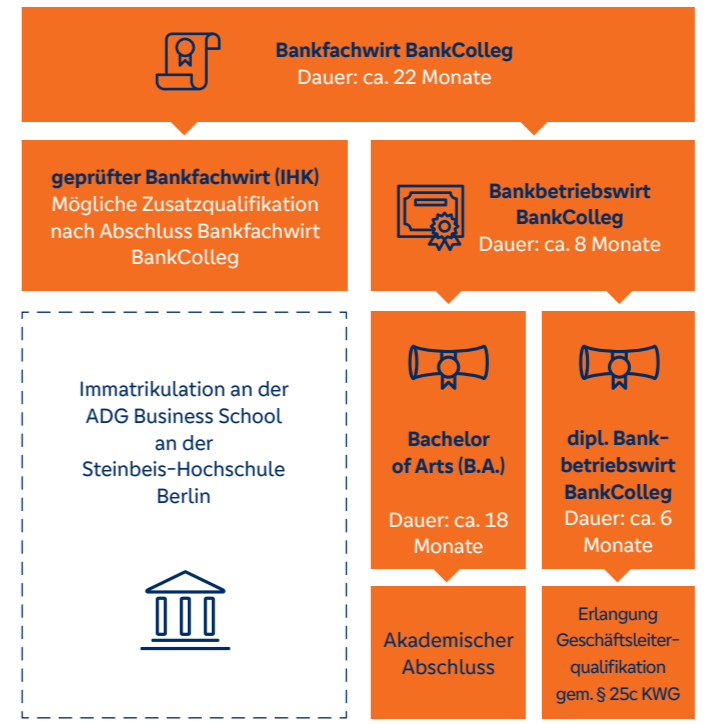 Bankfachwirt BankColleg
Dauer: ca. 22 Monate
geprüfter Bankfachwirt (IHK)
Mögliche Zusatzqualifikation
nach Abschluss Bankfachwirt
BankColleg
Bankbetriebswirt
BankColleg
Dauer: ca. 8 Monate
Immatrikulation an der
ADG Business School
an der
Steinbeis-Hochschule
Berlin
Bachelor
of Arts (B.A.)
Dauer: ca. 18
Monate
dipl. Bank-
betriebswirt
BankColleg
Dauer: ca. 6
Monate
Akademischer
Abschluss
Erlangung
Geschäftsleiter-
qualifikation
gem. § 25c KWG